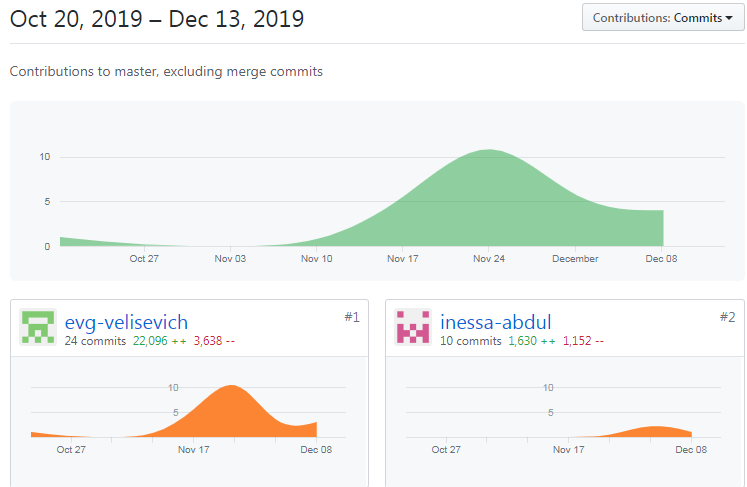 Oct 20, 2019 – Dec 13, 2019
Contributions: Commits
Contributions to master, excluding merge commits
10
5
0
Oct 27 Nov 03 Nov 10 Nov 17 Nov 24 December Dec 08
evg-velisevich #1
24 commits 22,096 ++ 3,638 --
10
5
Oct 27 Nov 17 Dec 08
inessa-abdul #2
10 commits 1,630 ++ 1,152 --
10
5
Oct 27 Nov 17 Dec 08